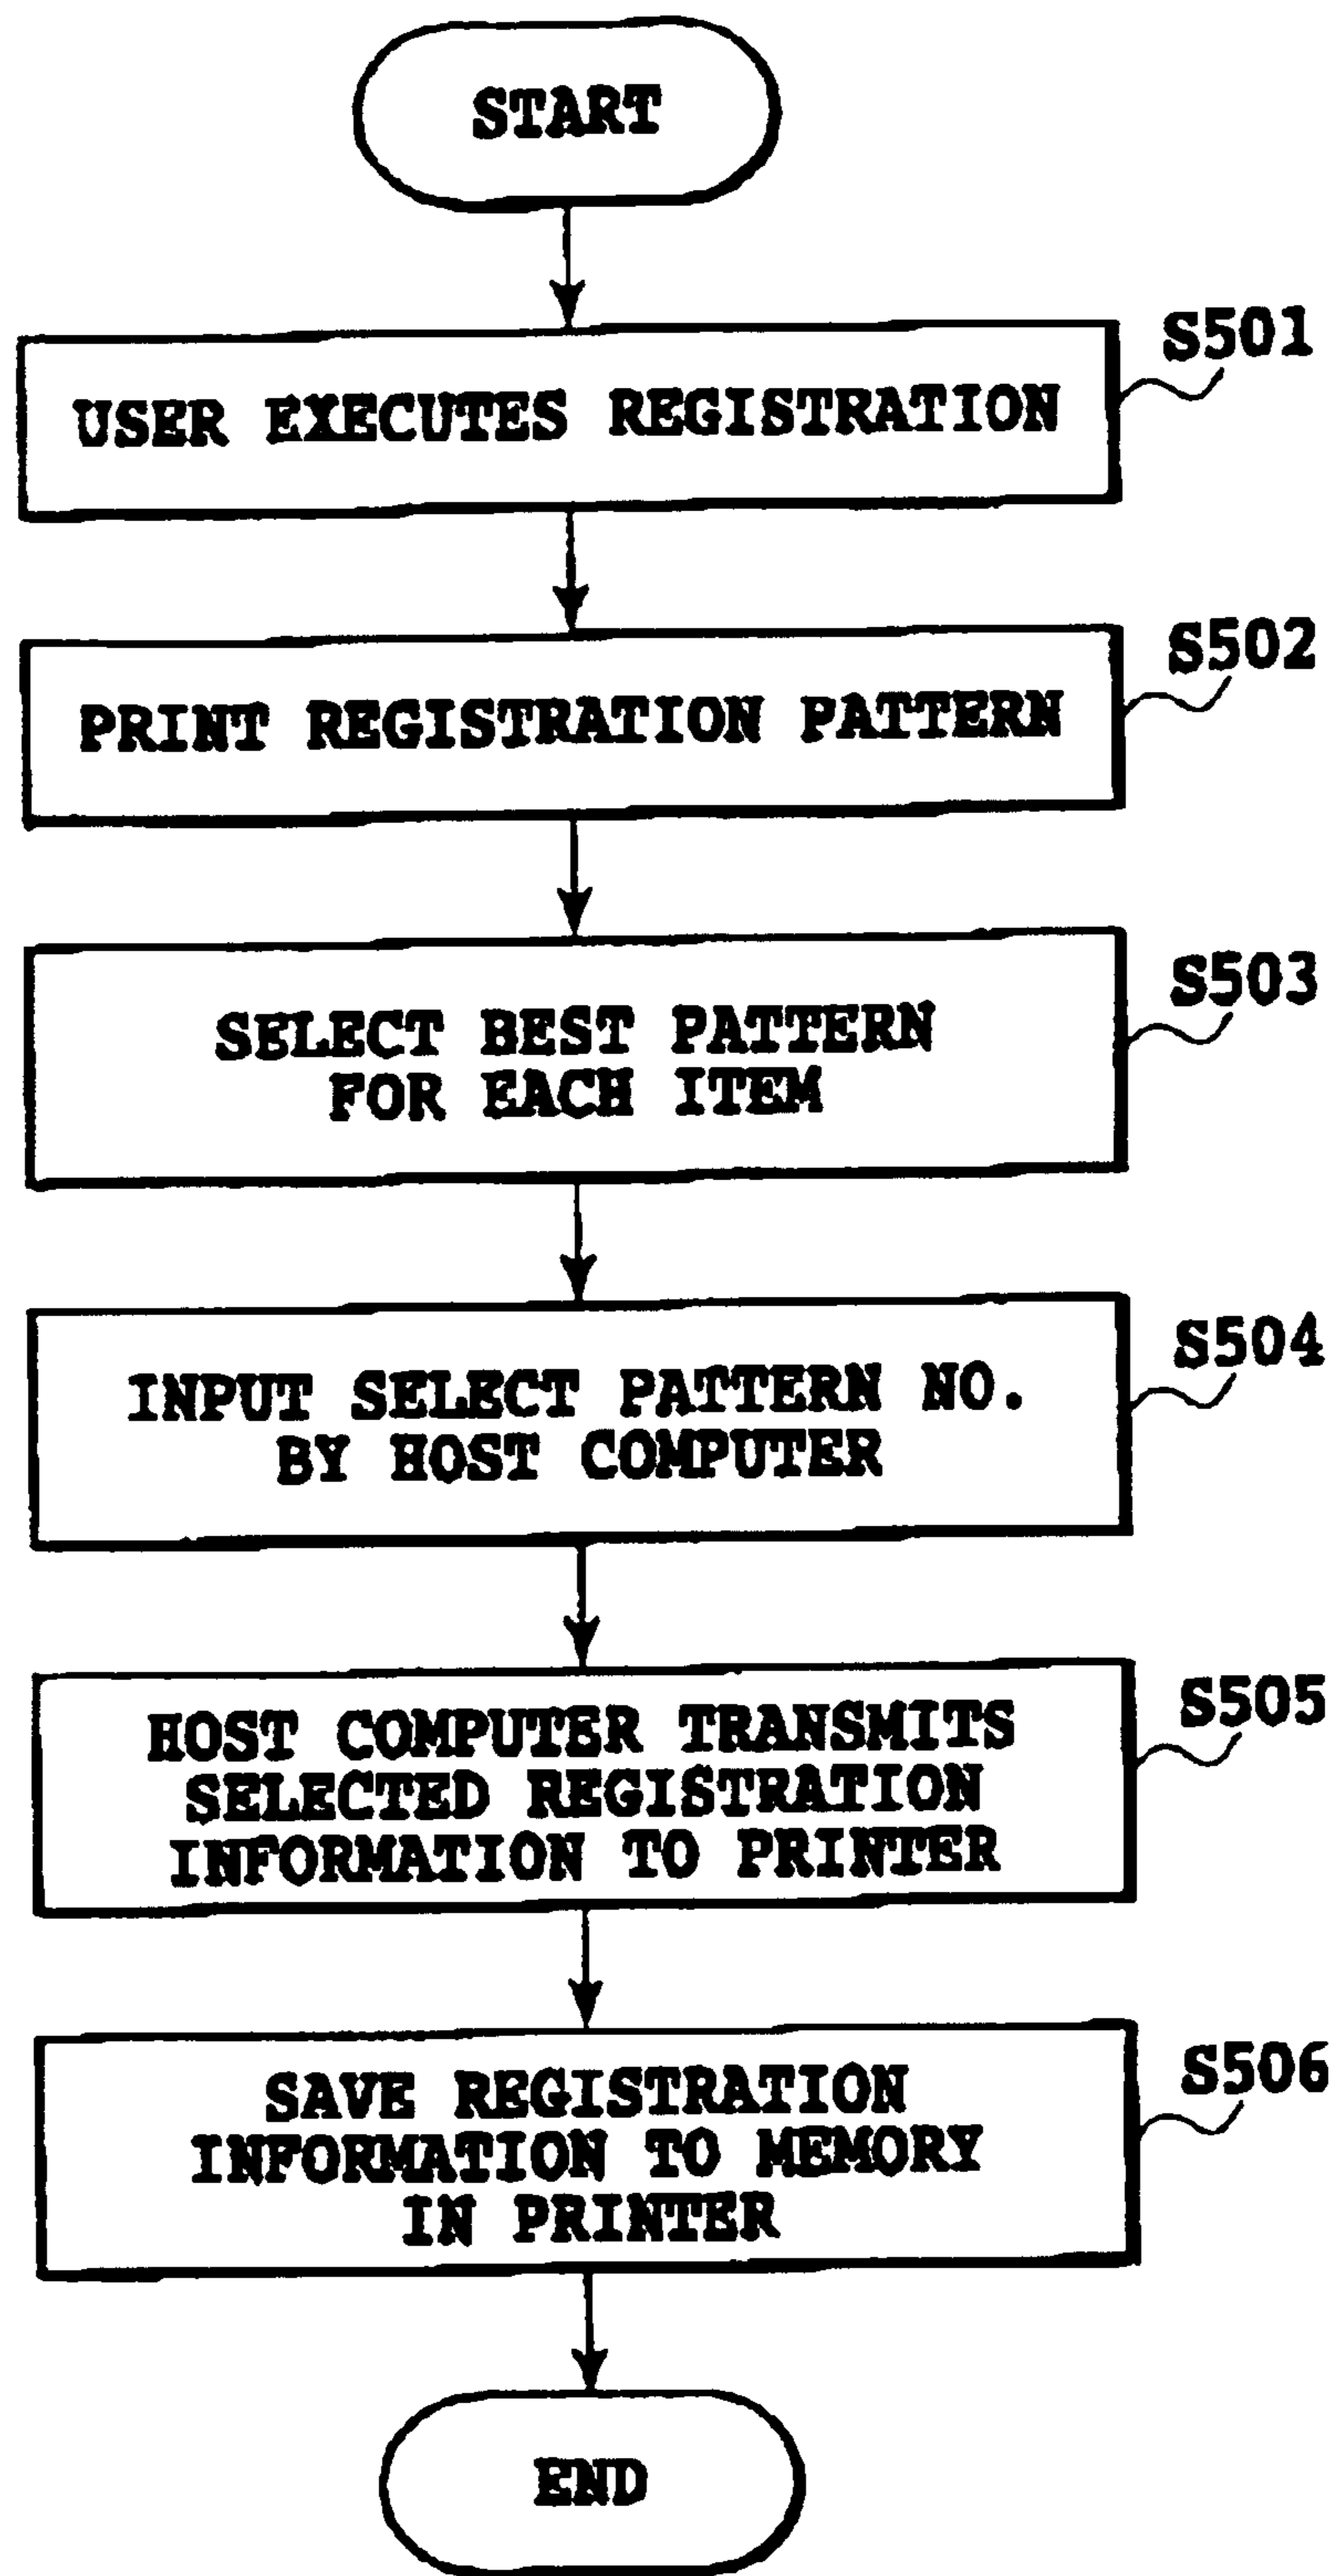 START
S501
USER EXECUTES REGISTRATION
S502
PRINT REGISTRATION PATTERN
S503
SELECT BEST PATTERN
FOR EACH ITEM
S504
INPUT SELECT PATTERN NO.
BY HOST COMPUTER
S505
HOST COMPUTER TRANSMITS
SELECTED REGISTRATION
INFORMATION TO PRINTER
S506
SAVE REGISTRATION
INFORMATION TO MEMORY
IN PRINTER
END